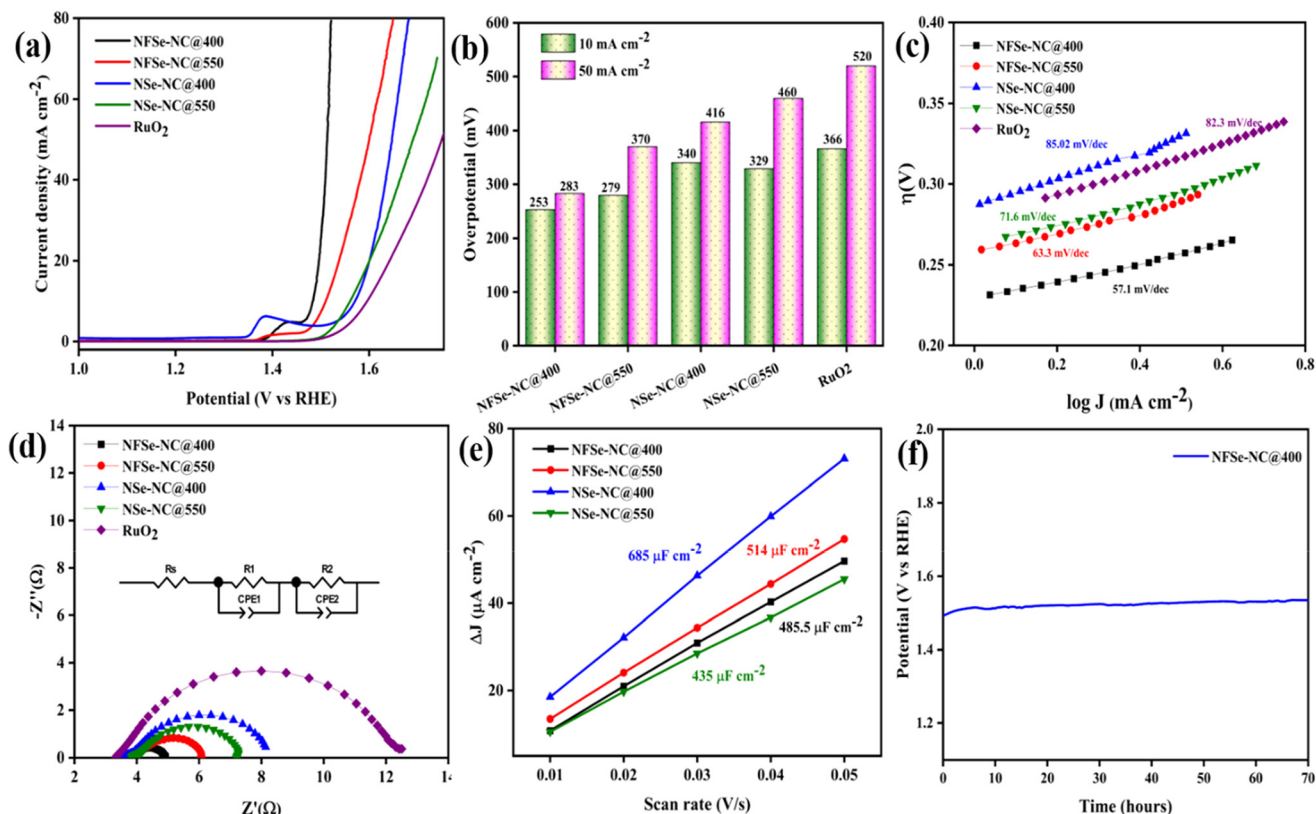 (a)
NFSe-NC@400
NFSe-NC@550
NSe-NC@400
NSe-NC@550
RuO2
Current density (mA cm-2)
80
60
40
20
0
1.0
1.2
1.4
1.6
Potential (V vs RHE)
(b)
10 mA cm-2
50 mA cm-2
Overpotential (mV)
600
500
400
300
200
100
0
253
283
279
370
340
416
329
460
366
520
NFSe-NC@400
NFSe-NC@550
NSe-NC@400
NSe-NC@550
RuO2
(c)
NFSe-NC@400
NFSe-NC@550
NSe-NC@400
NSe-NC@550
RuO2
η(V)
0.40
0.35
0.30
0.25
0.20
85.02 mV/dec
82.3 mV/dec
71.6 mV/dec
63.3 mV/dec
57.1 mV/dec
0.0
0.2
0.4
0.6
0.8
log J (mA cm-2)
(d)
NFSe-NC@400
NFSe-NC@550
NSe-NC@400
NSe-NC@550
RuO2
-Z''(Ω)
14
12
10
8
6
4
2
0
Rs
R1
R2
CPE1
CPE2
2
4
6
8
10
12
14
Z'(Ω)
(e)
NFSe-NC@400
NFSe-NC@550
NSe-NC@400
NSe-NC@550
ΔJ (μA cm-2)
80
60
40
20
685 μF cm-2
514 μF cm-2
485.5 μF cm-2
435 μF cm-2
0.01
0.02
0.03
0.04
0.05
Scan rate (V/s)
(f)
NFSe-NC@400
Potential (V vs RHE)
2.0
1.8
1.6
1.4
1.2
0
10
20
30
40
50
60
70
Time (hours)